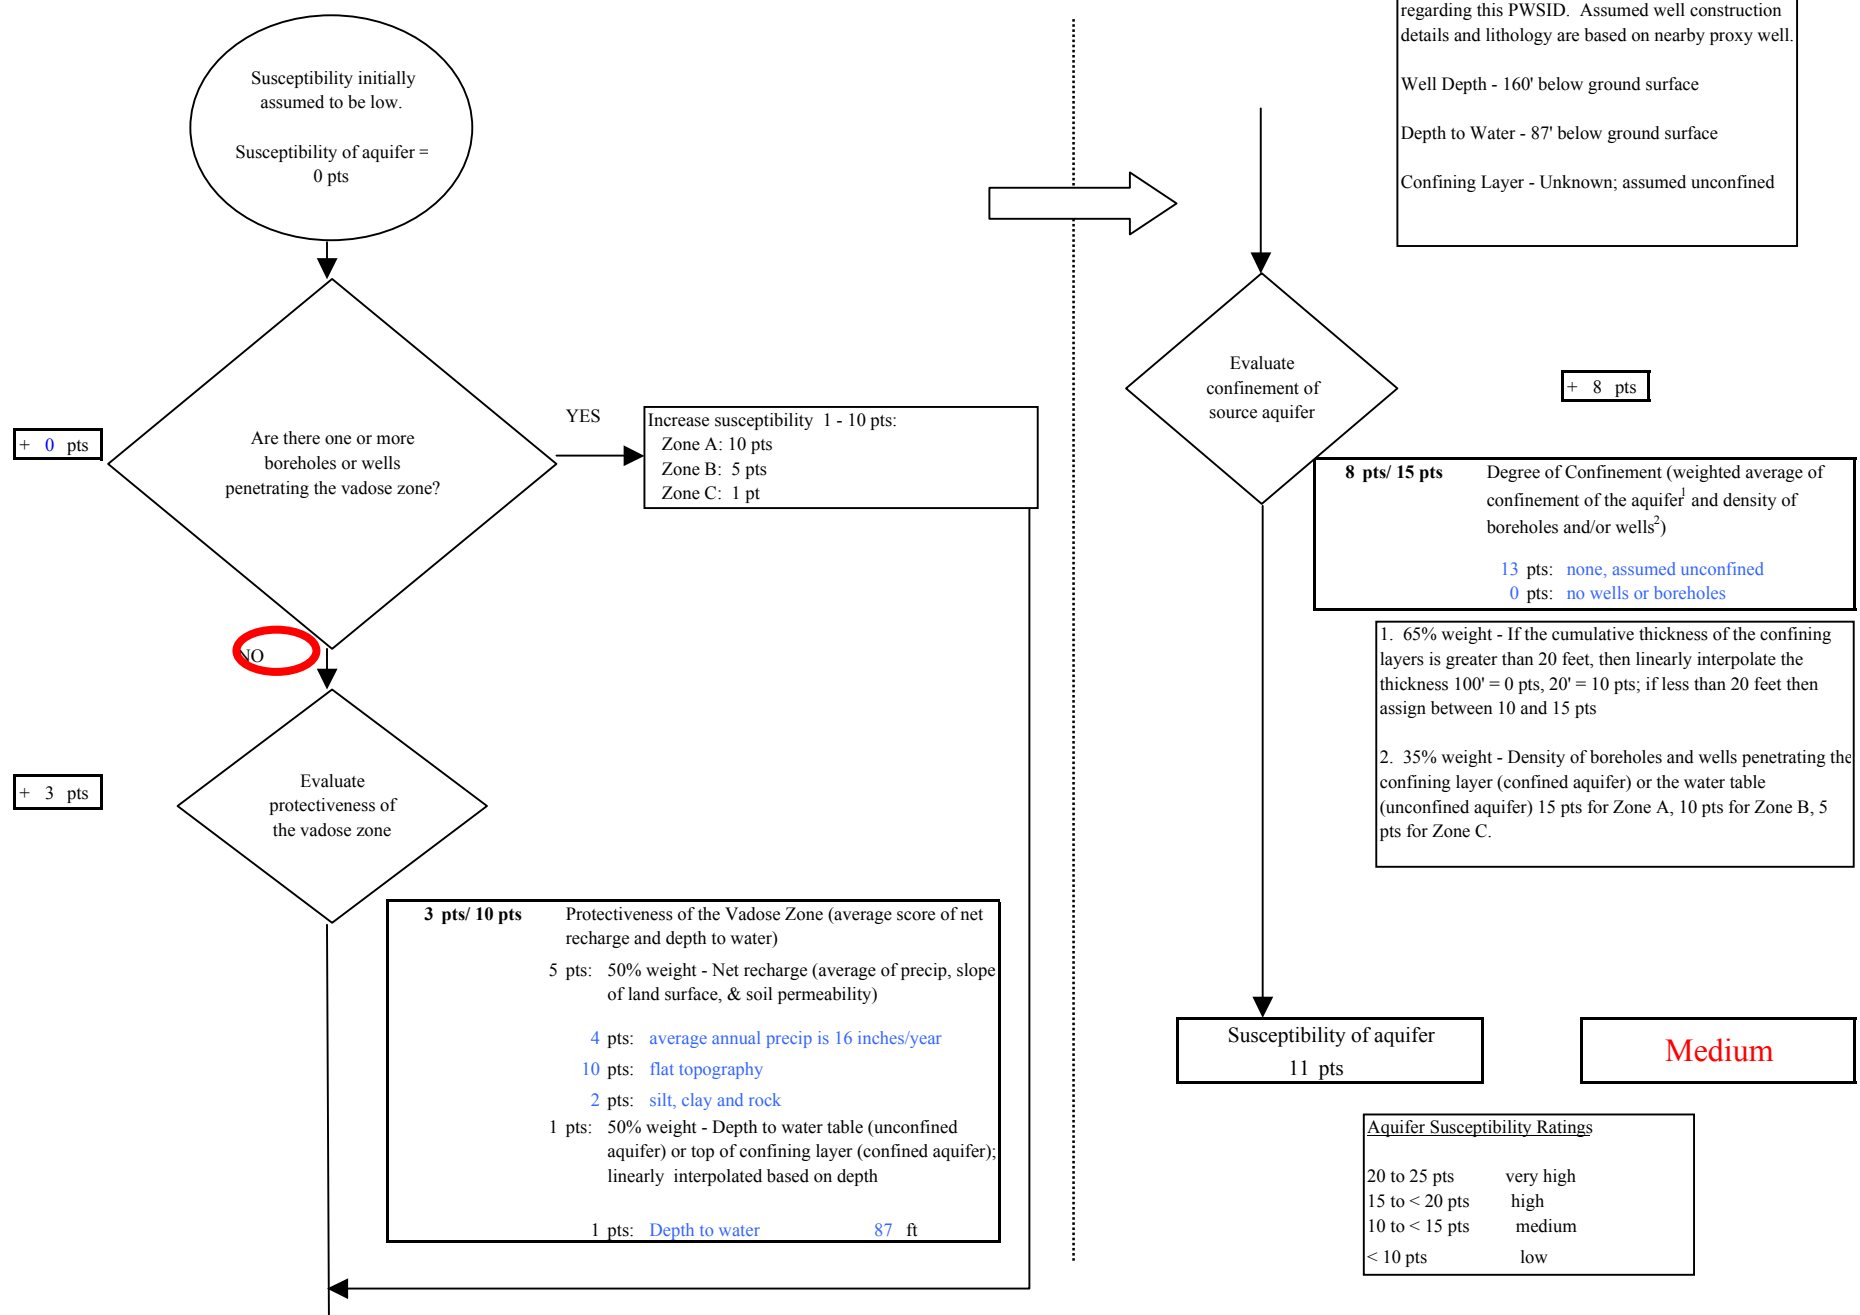 Susceptibility initially
assumed to be low.
Susceptibility of aquifer =
0 pts
+ 0 pts
Are there one or more
boreholes or wells
penetrating the vadose zone?
YES
Increase susceptibility 1 - 10 pts:
Zone A: 10 pts
Zone B: 5 pts
Zone C: 1 pt
NO
+ 3 pts
Evaluate
protectiveness of
the vadose zone
3 pts/ 10 pts Protectiveness of the Vadose Zone (average score of net
recharge and depth to water)
5 pts: 50% weight - Net recharge (average of precip, slope
of land surface, & soil permeability)
4 pts: average annual precip is 16 inches/year
10 pts: flat topography
2 pts: silt, clay and rock
1 pts: 50% weight - Depth to water table (unconfined
aquifer) or top of confining layer (confined aquifer);
linearly interpolated based on depth
1 pts: Depth to water 87 ft
regarding this PWSID. Assumed well construction
details and lithology are based on nearby proxy well.
Well Depth - 160' below ground surface
Depth to Water - 87' below ground surface
Confining Layer - Unknown; assumed unconfined
Evaluate
confinement of
source aquifer
+ 8 pts
8 pts/ 15 pts Degree of Confinement (weighted average of
confinement of the aquifer1 and density of
boreholes and/or wells2)
13 pts: none, assumed unconfined
0 pts: no wells or boreholes
1. 65% weight - If the cumulative thickness of the confining
layers is greater than 20 feet, then linearly interpolate the
thickness 100' = 0 pts, 20' = 10 pts; if less than 20 feet then
assign between 10 and 15 pts
2. 35% weight - Density of boreholes and wells penetrating the
confining layer (confined aquifer) or the water table
(unconfined aquifer) 15 pts for Zone A, 10 pts for Zone B, 5
pts for Zone C.
Susceptibility of aquifer
11 pts
Medium
Aquifer Susceptibility Ratings
20 to 25 pts very high
15 to < 20 pts high
10 to < 15 pts medium
< 10 pts low